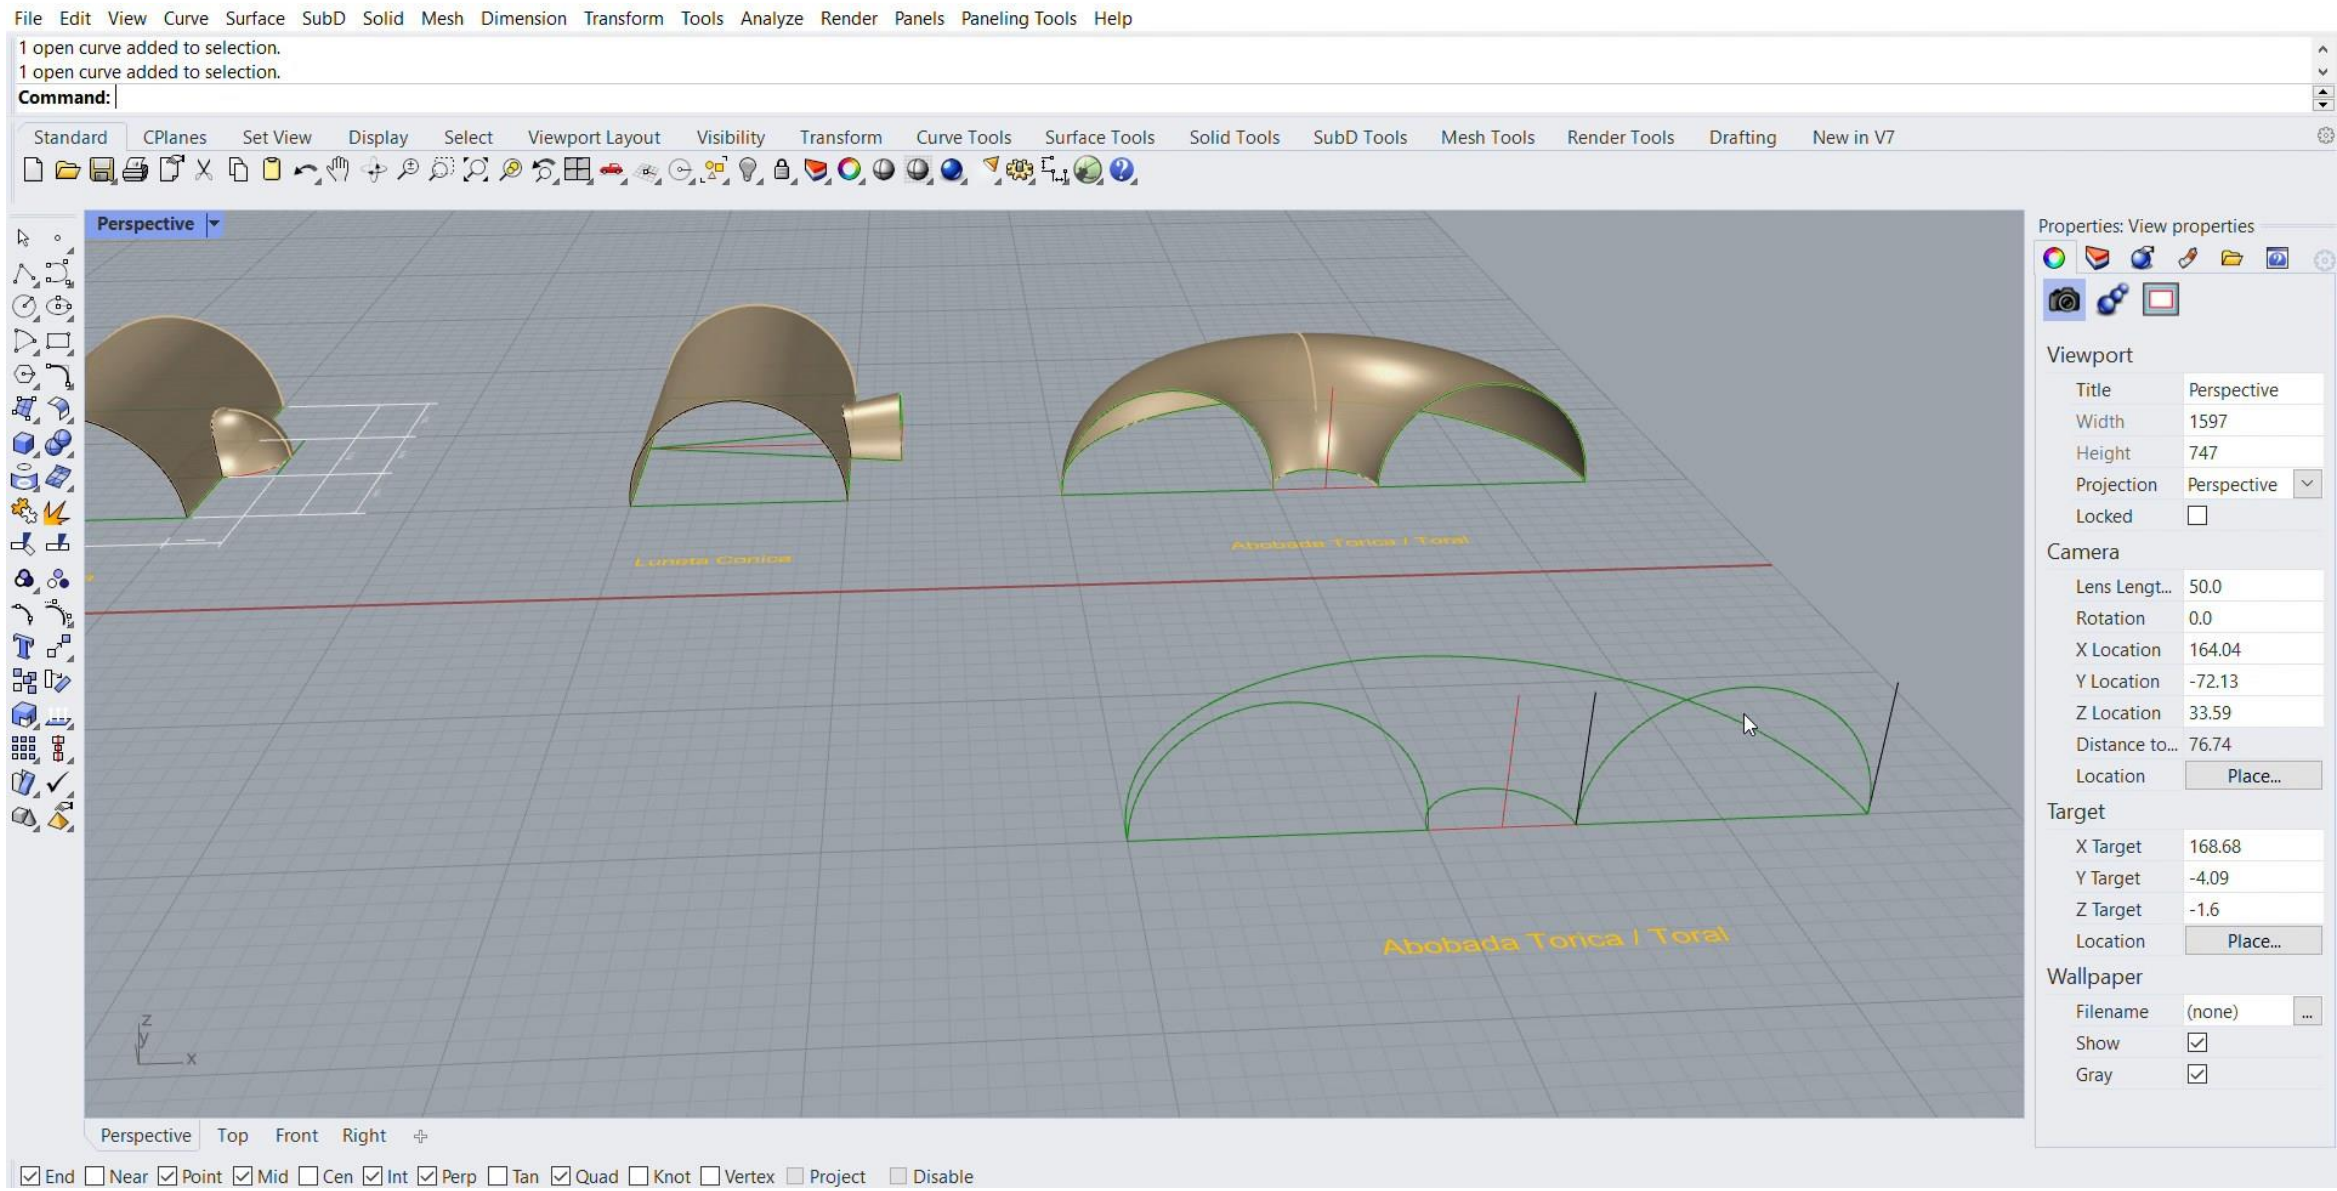 File Edit View Curve Surface SubD Solid Mesh Dimension Transform Tools Analyze Render Panels Paneling Tools Help
1 open curve added to selection.
1 open curve added to selection.
Command:
Standard CPlanes Set View Display Select Viewport Layout Visibility Transform Curve Tools Surface Tools Solid Tools SubD Tools Mesh Tools Render Tools Drafting New in V7
Perspective
Luneta Conica
Abobada Torica / Toral
Abobada Torica / Toral
z
y
x
Properties: View properties
Viewport
Title Perspective
Width 1597
Height 747
Projection Perspective
Locked
Camera
Lens Lengt... 50.0
Rotation 0.0
X Location 164.04
Y Location -72.13
Z Location 33.59
Distance to... 76.74
Location Place...
Target
X Target 168.68
Y Target -4.09
Z Target -1.6
Location Place...
Wallpaper
Filename (none) ...
Show
Gray
Perspective Top Front Right
End Near Point Mid Cen Int Perp Tan Quad Knot Vertex Project Disable